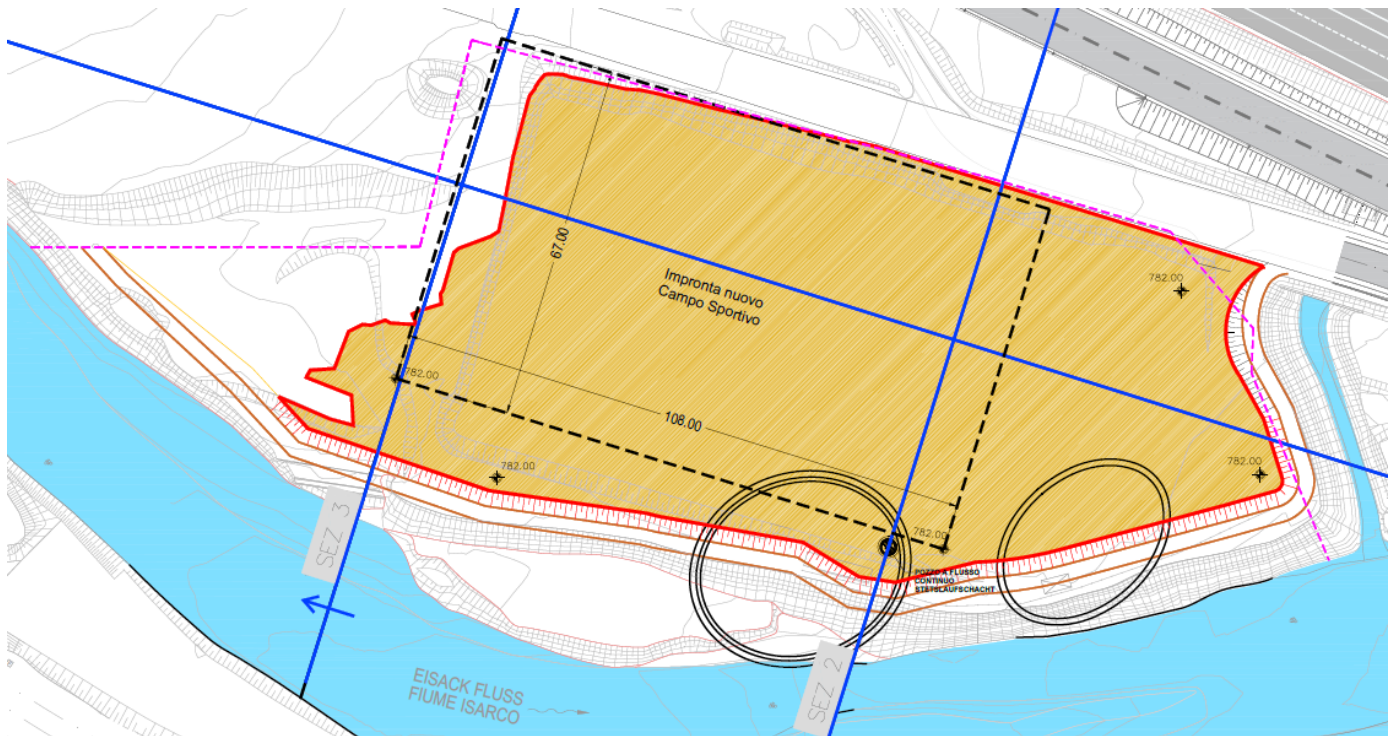 67.00
Impronta nuovo
Campo Sportivo
782.00
782.00
108.00
782.00
782.00
782.00
POZZO A FLUSSO
CONTINUO
STETSLAUFSCHACHT
SEZ 3
SEZ 2
EISACK FLUSS
FIUME ISARCO